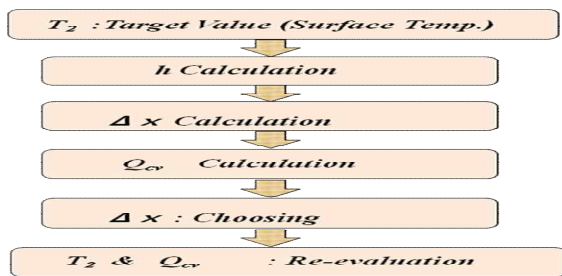 T₂ : Target Value (Surface Temp.)
h Calculation
Δ x Calculation
Qcv Calculation
Δ x : Choosing
T₂ & Qcv : Re-evaluation